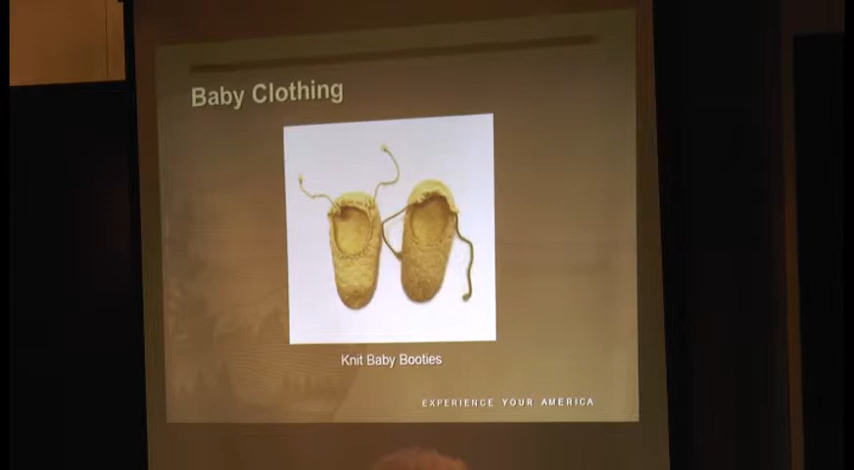 Baby Clothing
Knit Baby Booties
EXPERIENCE YOUR AMERICA